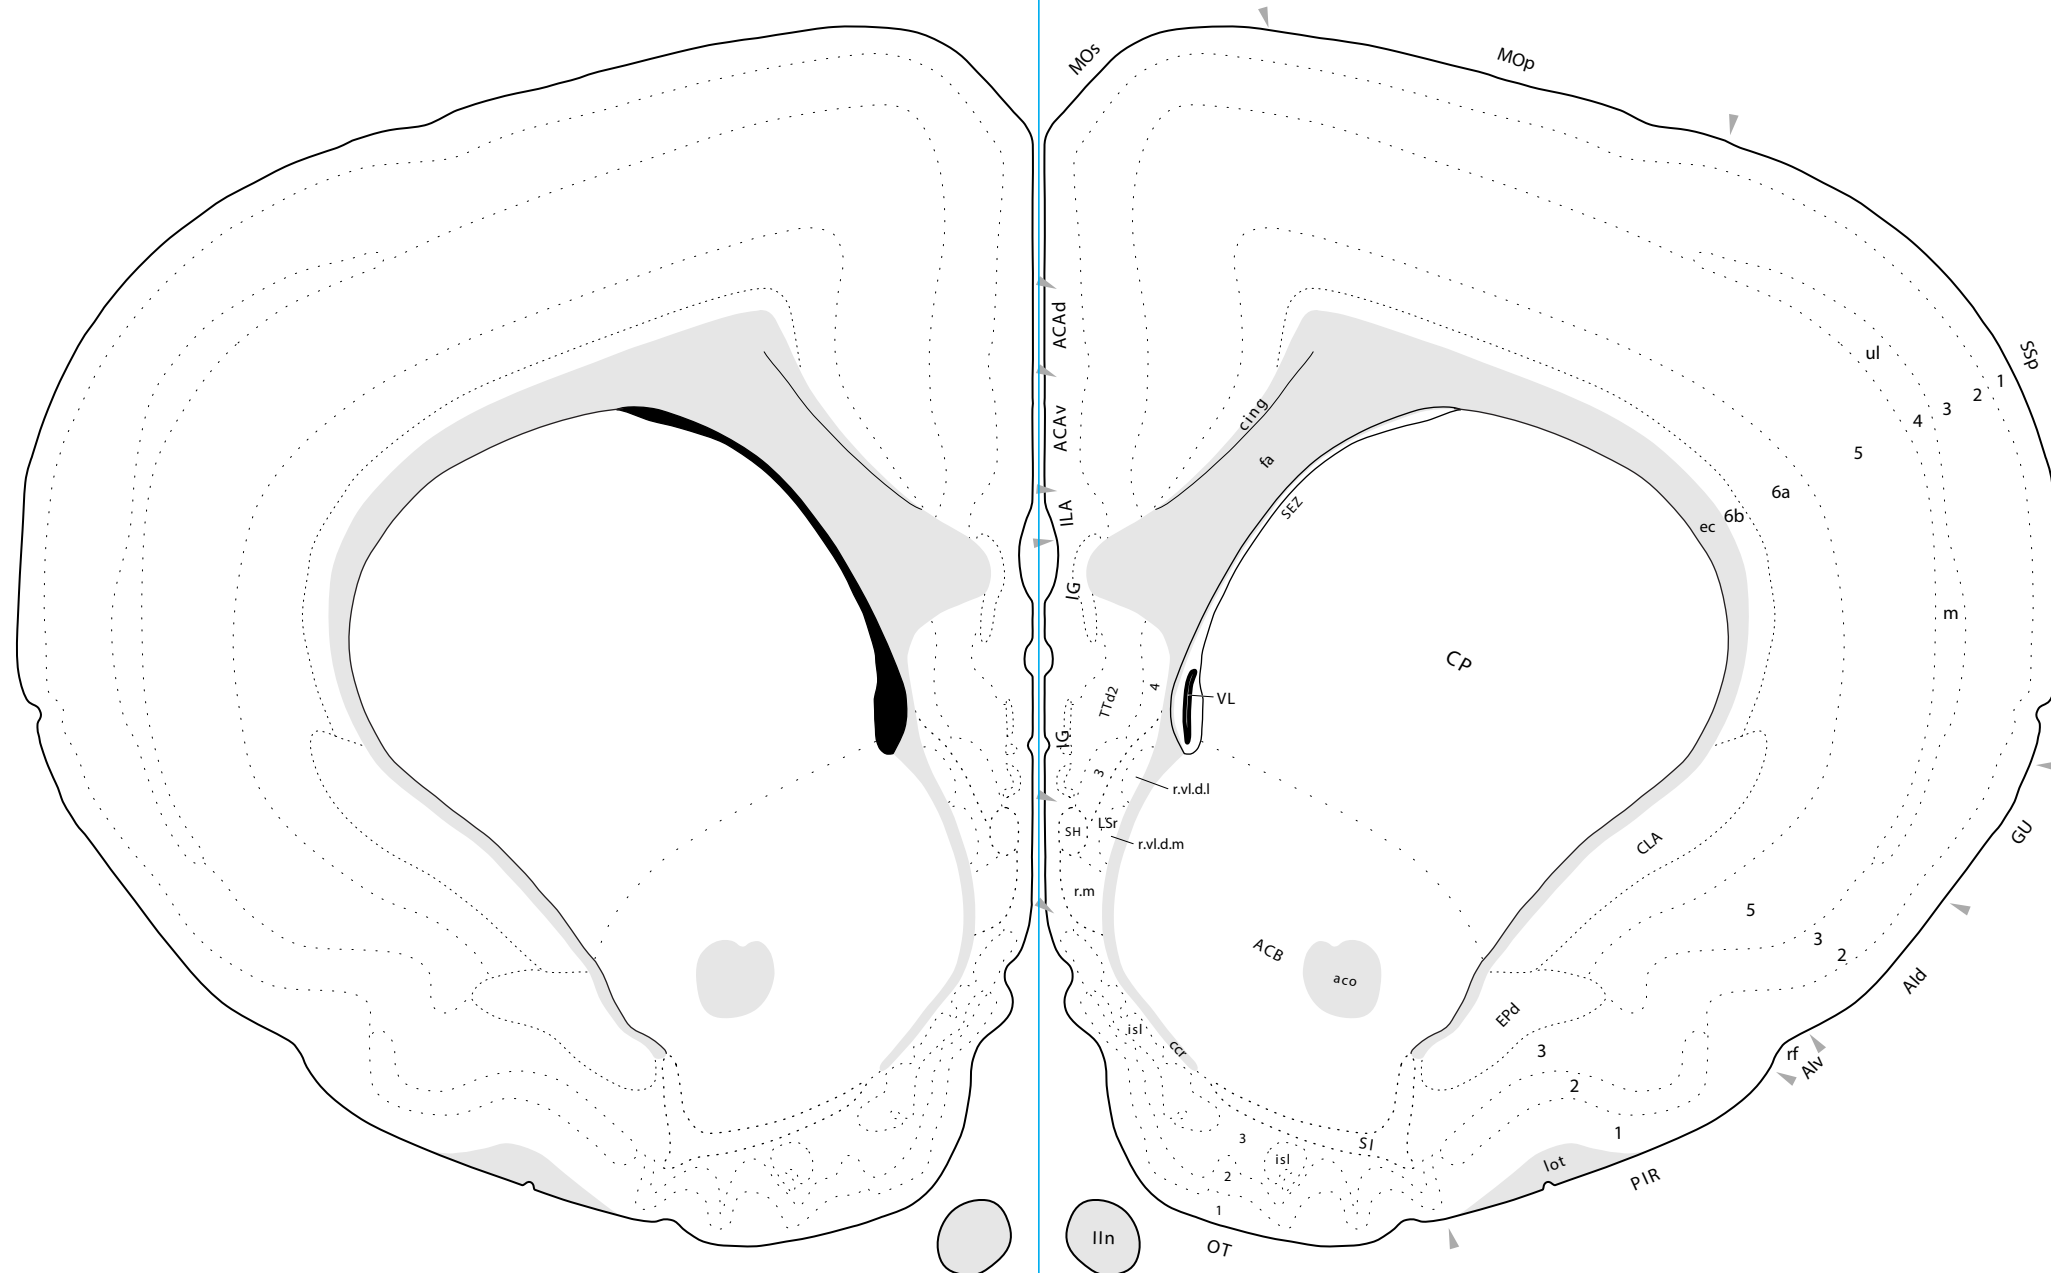 MOs
MOp
ACAd
SSp
ul
1
2
3
4
cing
ACAv
5
fa
6a
SEZ
ILA
6b
ec
IG
m
CP
4
TTd2
VL
IG
3
r.vl.d.l
LSr
SH
r.vl.d.m
CLA
GU
r.m
5
3
ACB
2
aco
AId
EPd
isl
ccr
3
rf
AIv
2
1
3
SI
isl
lot
2
PIR
1
IIn
OT